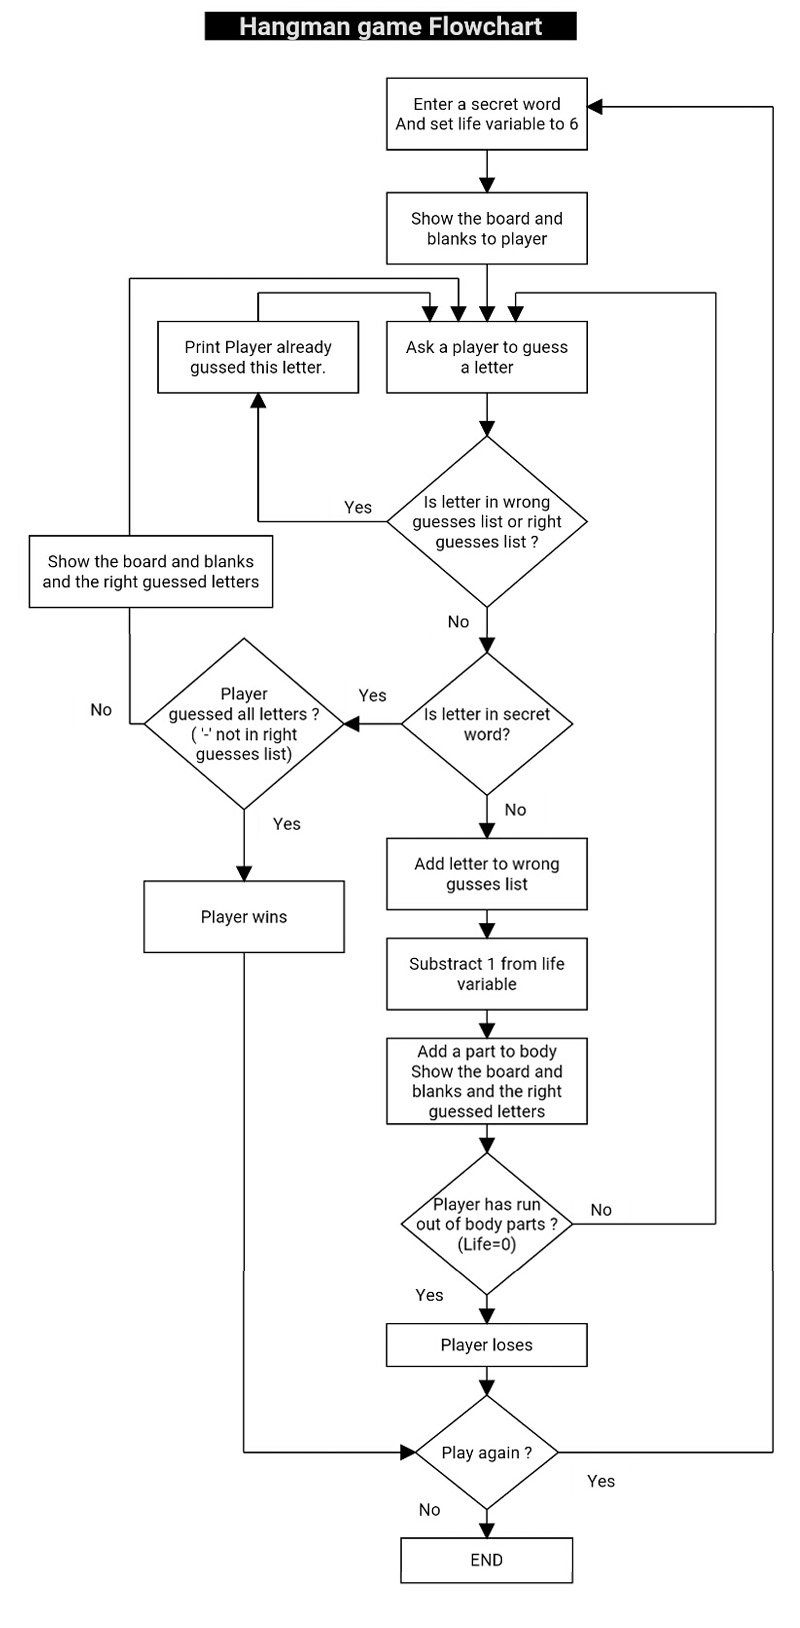 Hangman game Flowchart
Enter a secret word
And set life variable to 6
Show the board and
blanks to player
Print Player already
gussed this letter.
Ask a player to guess
a letter
Yes
Is letter in wrong
guesses list or right
guesses list ?
Show the board and blanks
and the right guessed letters
No
No
Player
guessed all letters ?
( '-' not in right
guesses list)
Yes
Is letter in secret
word?
Yes
No
Add letter to wrong
gusses list
Player wins
Substract 1 from life
variable
Add a part to body
Show the board and
blanks and the right
guessed letters
Player has run
out of body parts ?
(Life=0)
No
Yes
Player loses
Play again ?
Yes
No
END